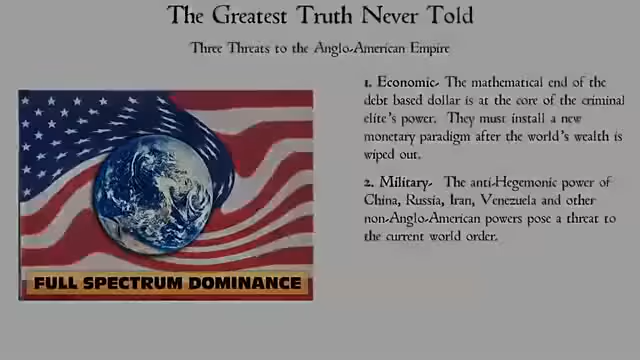 The Greatest Truth Never Told
Three Threats to the Anglo-American Empire
1. Economic- The mathematical end of the
debt based dollar is at the core of the criminal
elite's power. They must install a new
monetary paradigm after the world's wealth is
wiped out.
2. Military- The anti-Hegemonic power of
China, Russia, Iran, Venezuela and other
non-Anglo-American powers pose a threat to
the current world order.
FULL SPECTRUM DOMINANCE